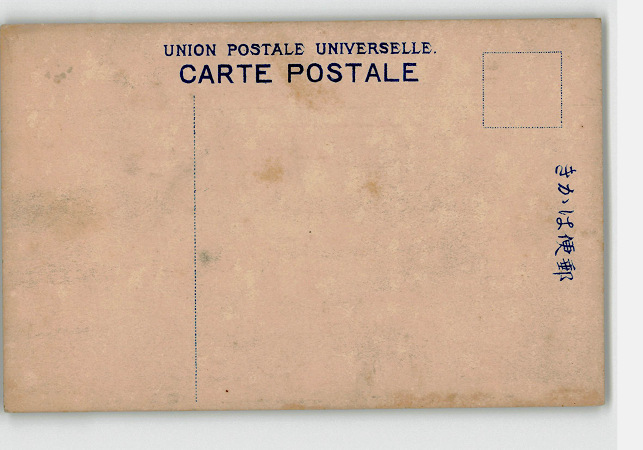 UNION POSTALE UNIVERSELLE.
CARTE POSTALE
郵便はかき